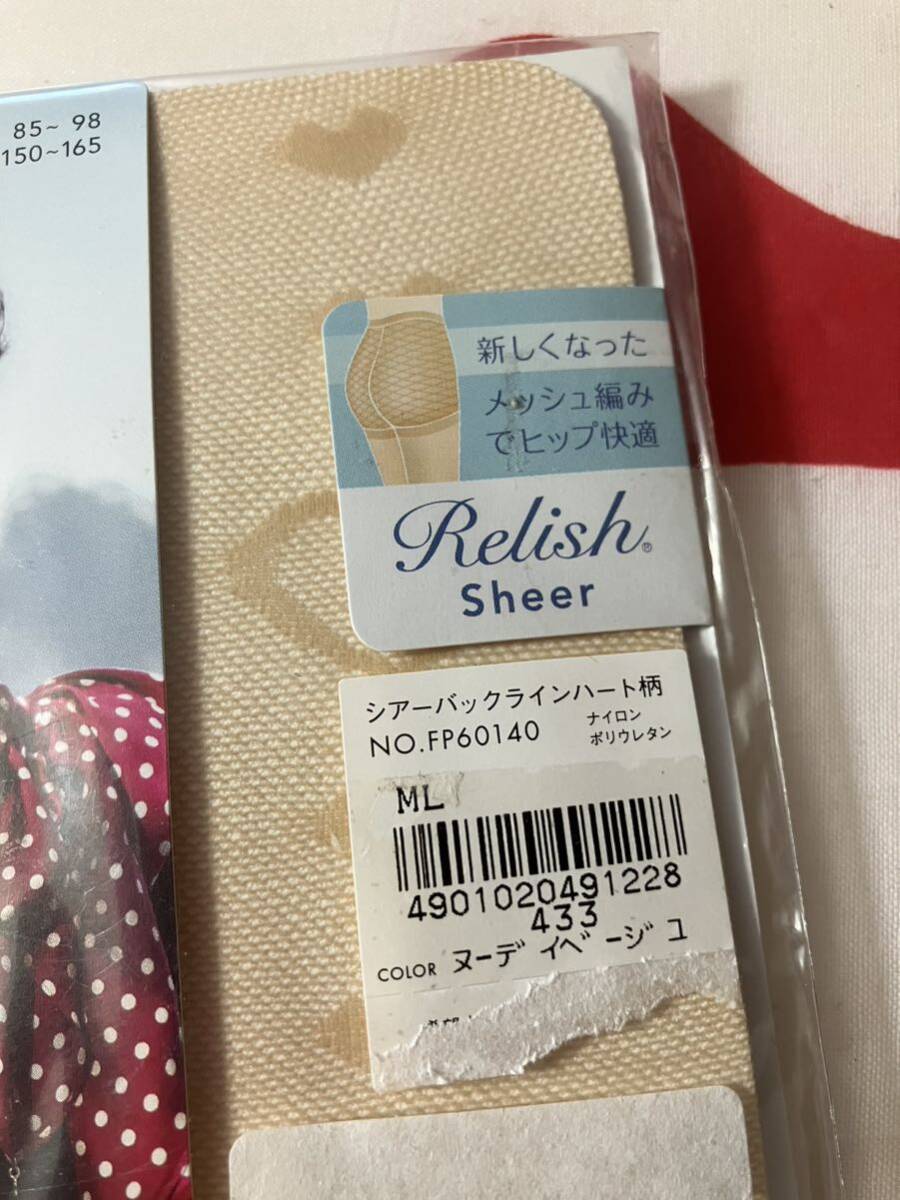 85~ 98
150~165
新しくなった
メッシュ編み
でヒップ快適
Relish®
Sheer
シアーバックラインハート柄
NO.FP60140
ナイロン
ポリウレタン
ML
4901020491228
433
COLOR ヌーディベージュ